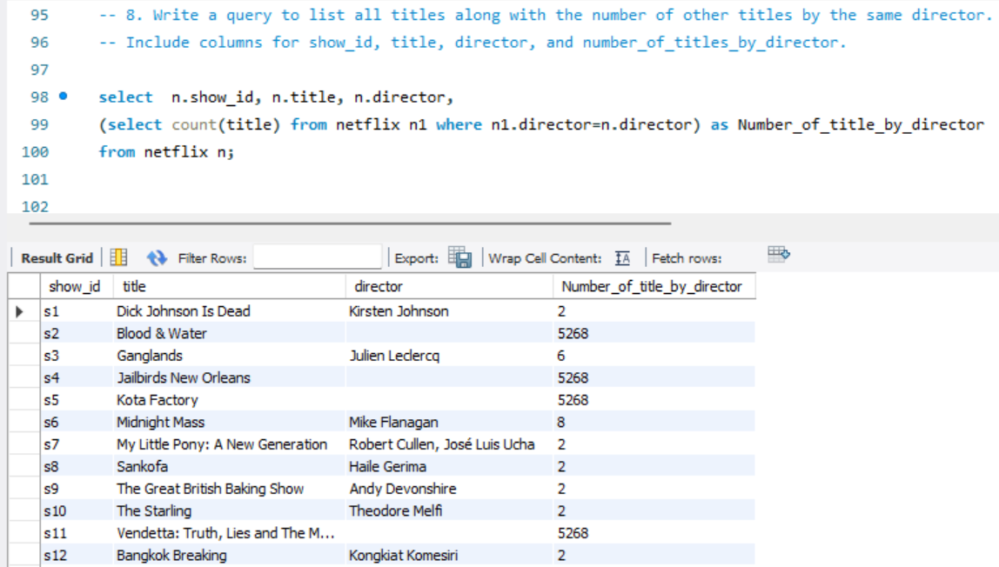 95 -- 8. Write a query to list all titles along with the number of other titles by the same director.
96 -- Include columns for show_id, title, director, and number_of_titles_by_director.
97
98 select n.show_id, n.title, n.director,
99 (select count(title) from netflix n1 where n1.director=n.director) as Number_of_title_by_director
100 from netflix n;
101
102
Result Grid Filter Rows: Export: Wrap Cell Content: IA Fetch rows:
show_id title director Number_of_title_by_director
s1 Dick Johnson Is Dead Kirsten Johnson 2
s2 Blood & Water 5268
s3 Ganglands Julien Leclercq 6
s4 Jailbirds New Orleans 5268
s5 Kota Factory 5268
s6 Midnight Mass Mike Flanagan 8
s7 My Little Pony: A New Generation Robert Cullen, José Luis Ucha 2
s8 Sankofa Haile Gerima 2
s9 The Great British Baking Show Andy Devonshire 2
s10 The Starling Theodore Melfi 2
s11 Vendetta: Truth, Lies and The M... 5268
s12 Bangkok Breaking Kongkiat Komesiri 2